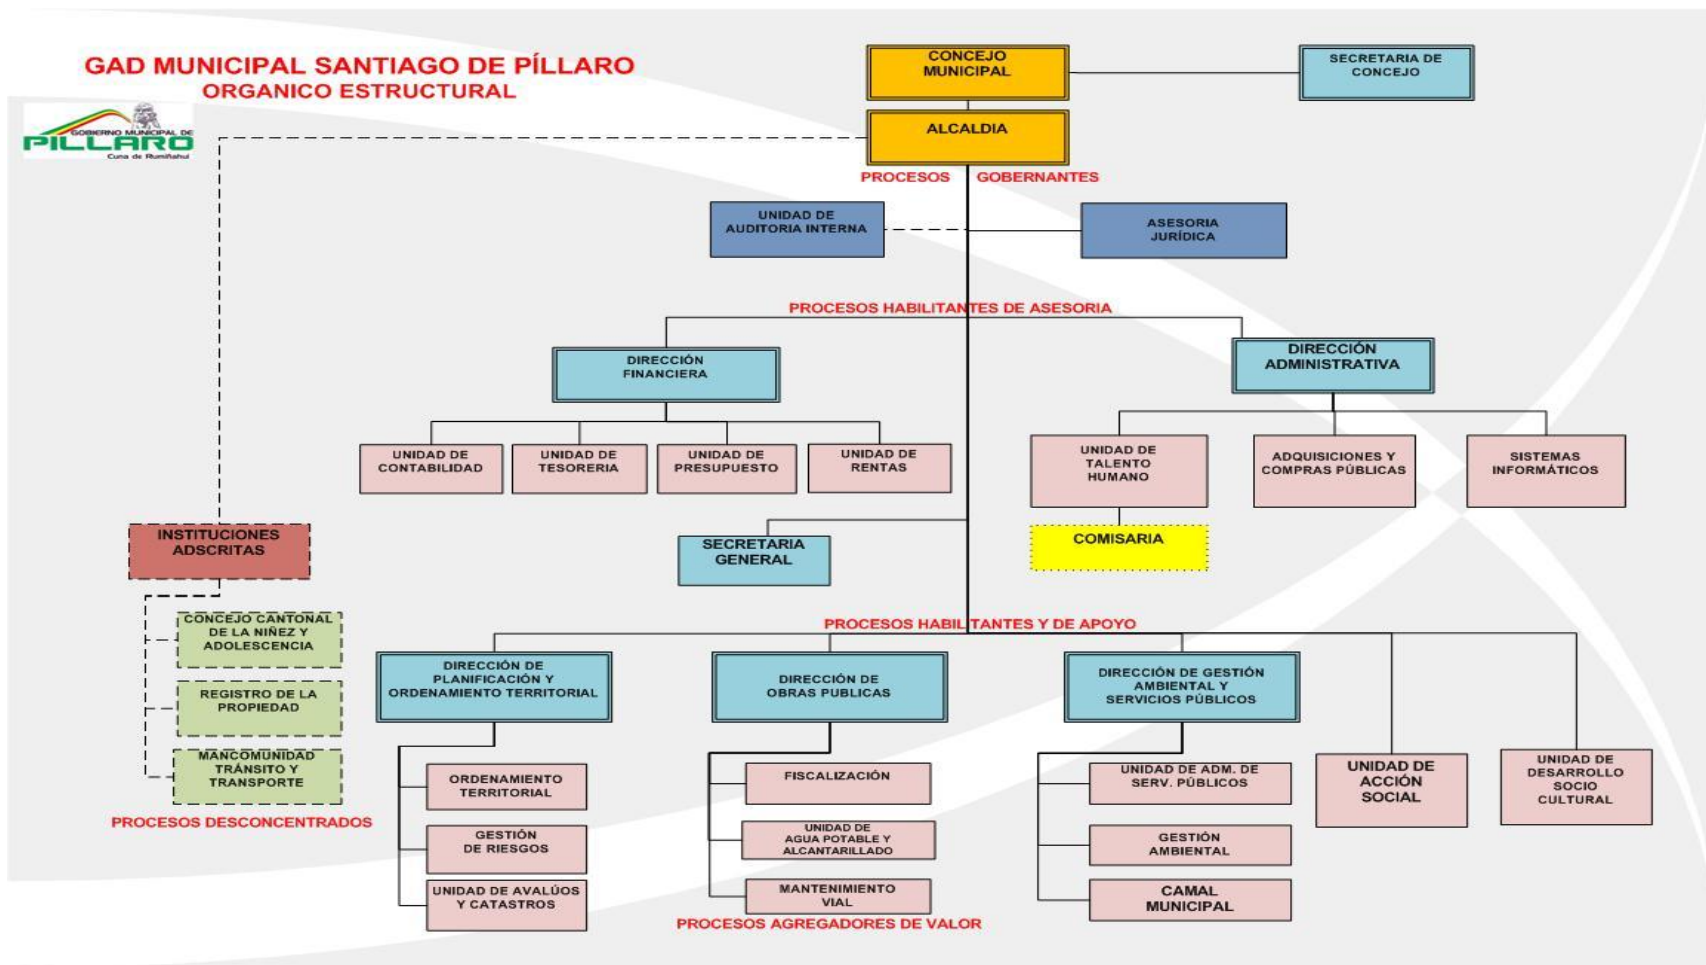 GAD MUNICIPAL SANTIAGO DE PÍLLARO
ORGANICO ESTRUCTURAL
GOBIERNO MUNICIPAL DE
PILLARO
Cuna de Rumiñahui
CONCEJO
MUNICIPAL
SECRETARIA DE
CONCEJO
ALCALDIA
PROCESOS GOBERNANTES
UNIDAD DE
AUDITORIA INTERNA
ASESORIA
JURÍDICA
PROCESOS HABILITANTES DE ASESORIA
DIRECCIÓN
FINANCIERA
DIRECCIÓN
ADMINISTRATIVA
UNIDAD DE
CONTABILIDAD
UNIDAD DE
TESORERIA
UNIDAD DE
PRESUPUESTO
UNIDAD DE
RENTAS
UNIDAD DE
TALENTO
HUMANO
ADQUISICIONES Y
COMPRAS PÚBLICAS
SISTEMAS
INFORMÁTICOS
INSTITUCIONES
ADSCRITAS
SECRETARIA
GENERAL
COMISARIA
CONCEJO CANTONAL
DE LA NIÑEZ Y
ADOLESCENCIA
REGISTRO DE LA
PROPIEDAD
MANCOMUNIDAD
TRÁNSITO Y
TRANSPORTE
PROCESOS DESCONCENTRADOS
PROCESOS HABILITANTES Y DE APOYO
DIRECCIÓN DE
PLANIFICACIÓN Y
ORDENAMIENTO TERRITORIAL
DIRECCIÓN DE
OBRAS PUBLICAS
DIRECCIÓN DE GESTIÓN
AMBIENTAL Y
SERVICIOS PÚBLICOS
ORDENAMIENTO
TERRITORIAL
GESTIÓN
DE RIESGOS
UNIDAD DE AVALÚOS
Y CATASTROS
FISCALIZACIÓN
UNIDAD DE
AGUA POTABLE Y
ALCANTARILLADO
MANTENIMIENTO
VIAL
UNIDAD DE ADM. DE
SERV. PÚBLICOS
GESTIÓN
AMBIENTAL
CAMAL
MUNICIPAL
UNIDAD DE
ACCIÓN
SOCIAL
UNIDAD DE
DESARROLLO
SOCIO
CULTURAL
PROCESOS AGREGADORES DE VALOR